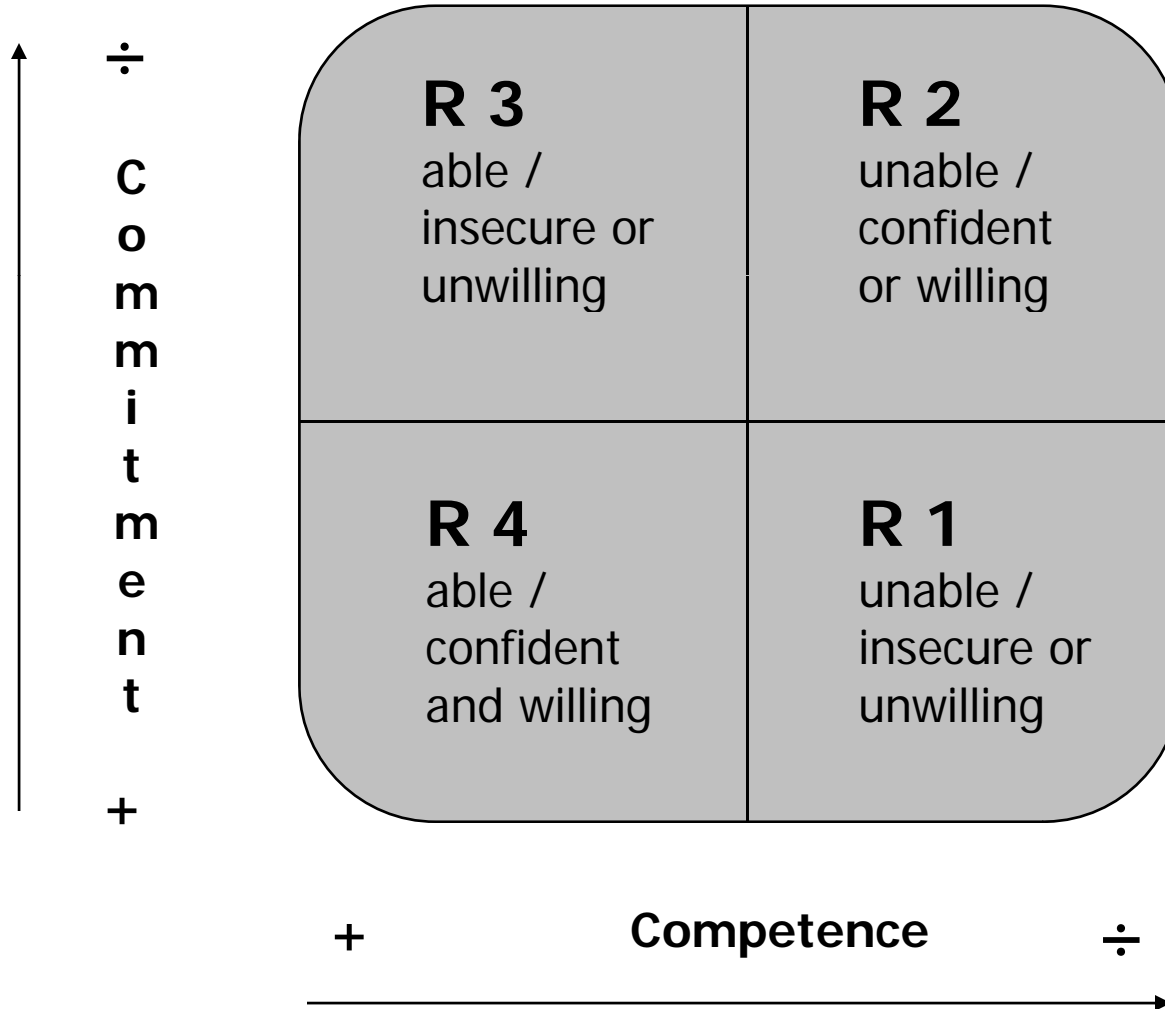 ÷
Commitment
+
R 3
able /
insecure or
unwilling
R 2
unable /
confident
or willing
R 4
able /
confident
and willing
R 1
unable /
insecure or
unwilling
+
Competence
÷